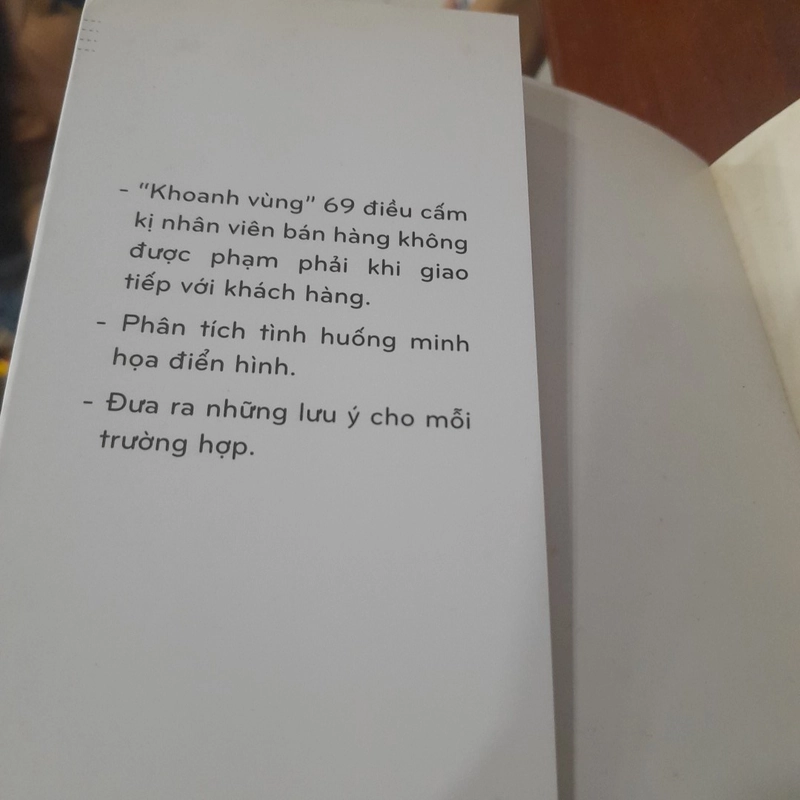 - "Khoanh vùng" 69 điều cấm
kị nhân viên bán hàng không
được phạm phải khi giao
tiếp với khách hàng.
- Phân tích tình huống minh
họa điển hình.
- Đưa ra những lưu ý cho mỗi
trường hợp.